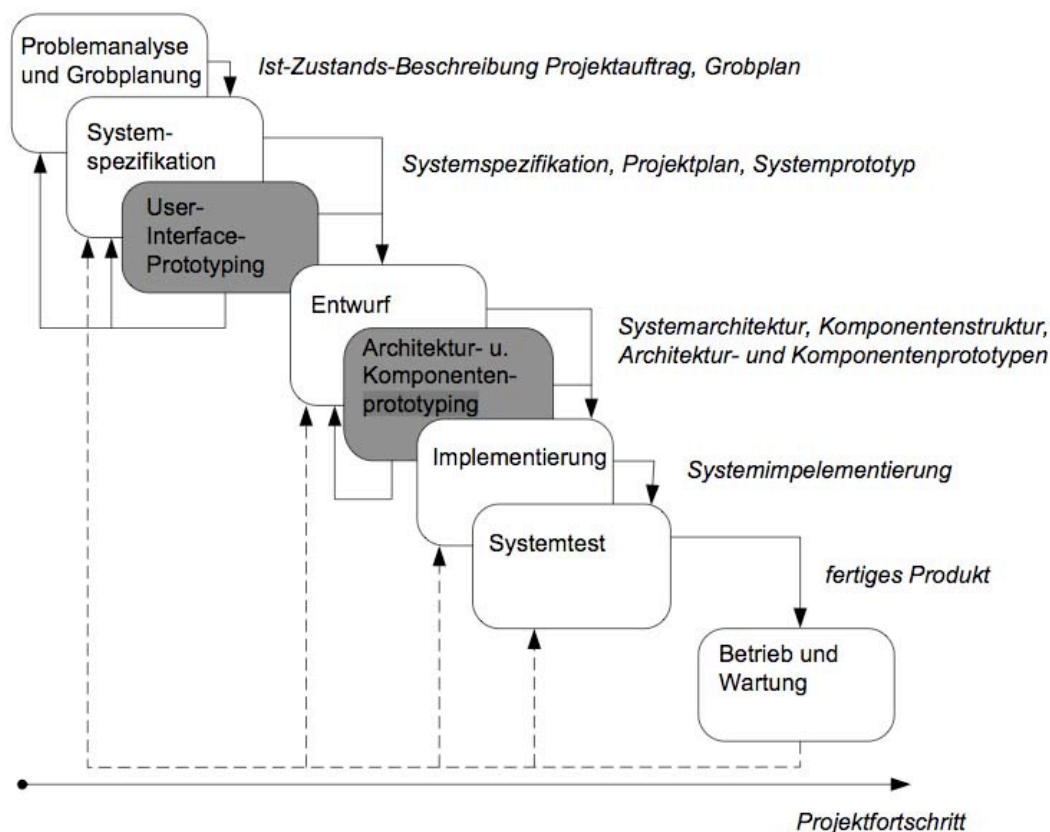 Problemanalyse
und Grobplanung
Ist-Zustands-Beschreibung Projektauftrag, Grobplan
System-
spezifikation
Systemspezifikation, Projektplan, Systemprototyp
User-
Interface-
Prototyping
Entwurf
Systemarchitektur, Komponentenstruktur,
Architektur- und Komponentenprototypen
Architektur- u.
Komponenten-
prototyping
Implementierung
Systemimpelementierung
Systemtest
fertiges Produkt
Betrieb und
Wartung
Projektfortschritt